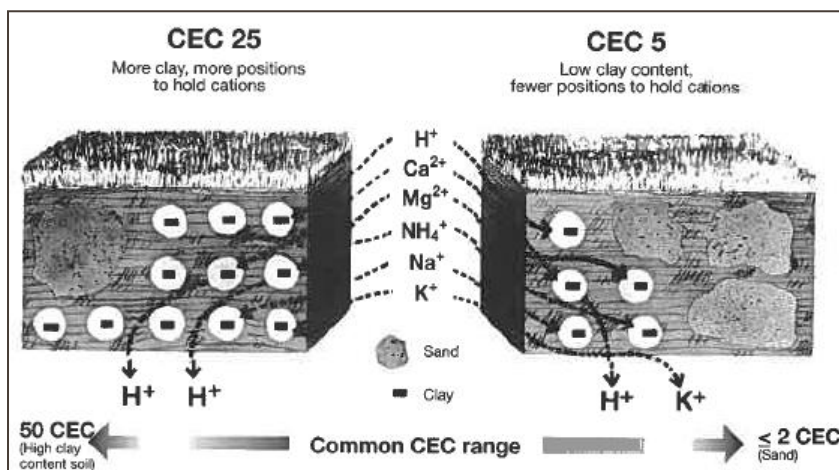 CEC 25
More clay, more positions
to hold cations
CEC 5
Low clay content,
fewer positions to hold cations
H⁺
Ca²⁺
Mg²⁺
NH₄⁺
Na⁺
K⁺
Sand
Clay
H⁺ H⁺
H⁺ K⁺
50 CEC
(High clay
content soil)
Common CEC range
≤ 2 CEC
(Sand)